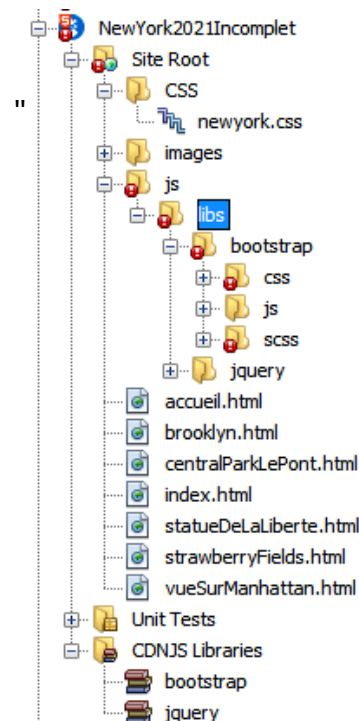 NewYork2021Incomplet
Site Root
CSS
"
newyork.css
images
js
libs
bootstrap
css
js
scss
jquery
accueil.html
brooklyn.html
centralParkLePont.html
index.html
statueDeLaLiberte.html
strawberryFields.html
vueSurManhattan.html
Unit Tests
CDNJS Libraries
bootstrap
jquery